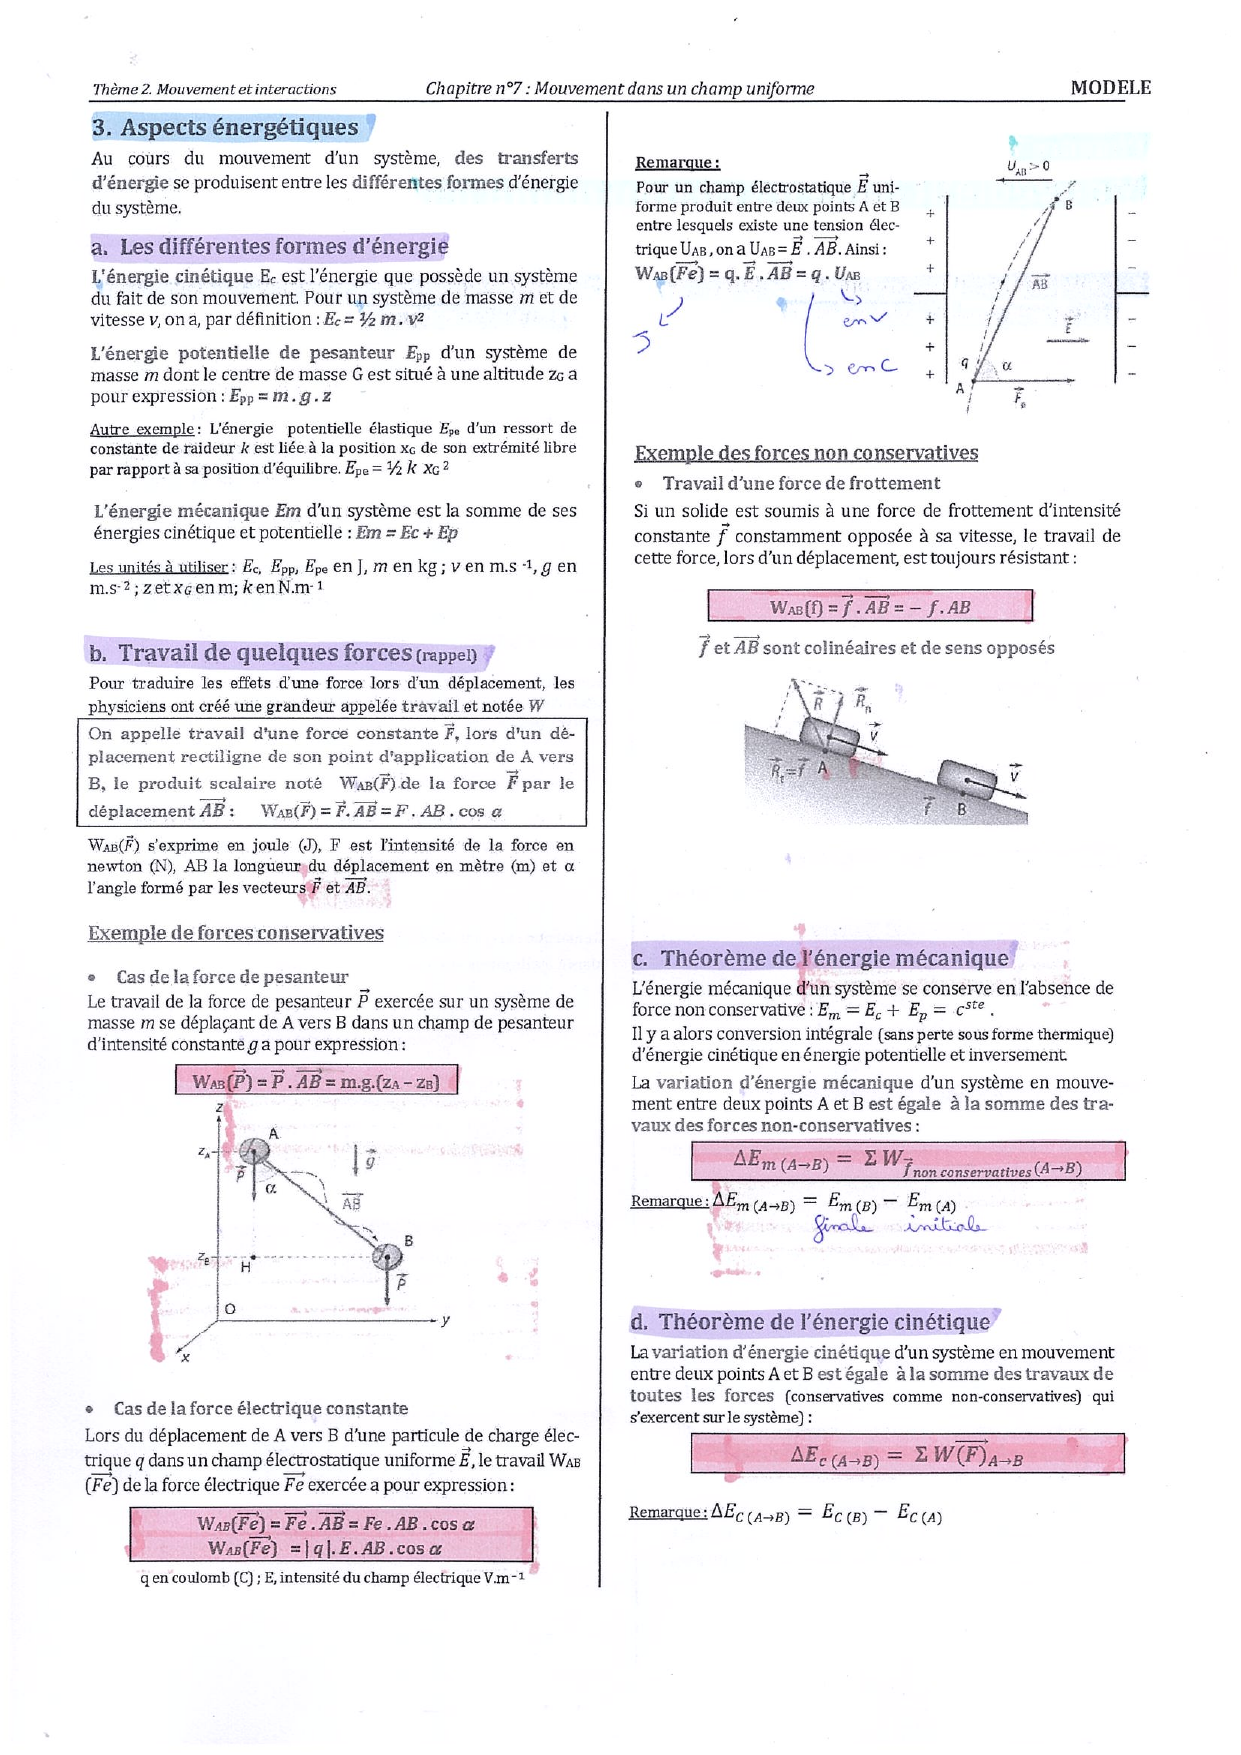 Thème 2. Mouvement et interactions Chapitre n°7 : Mouvement dans un champ uniforme MODELE
3. Aspects énergétiques
Au cours du mouvement d'un système, des transferts
d'énergie se produisent entre les différentes formes d'énergie
du système.
a. Les différentes formes d'énergie
L'énergie cinétique Ec est l'énergie que possède un système
du fait de son mouvement. Pour un système de masse m et de
vitesse v, on a, par définition : Ec = ½ m . v²
L'énergie potentielle de pesanteur Epp d'un système de
masse m dont le centre de masse G est situé à une altitude zG a
pour expression : Epp = m . g . z
Autre exemple : L'énergie potentielle élastique Epe d'un ressort de
constante de raideur k est liée à la position xG de son extrémité libre
par rapport à sa position d'équilibre. Epe = ½ k xG ²
L'énergie mécanique Em d'un système est la somme de ses
énergies cinétique et potentielle : Em = Ec + Ep
Les unités à utiliser : Ec, Epp, Epe en J, m en kg ; v en m.s -1, g en
m.s- 2 ; z et xG en m; k en N.m- 1
b. Travail de quelques forces (rappel)
Pour traduire les effets d'une force lors d'un déplacement, les
physiciens ont créé une grandeur appelée travail et notée W
On appelle travail d'une force constante F⃗, lors d'un dé-
placement rectiligne de son point d'application de A vers
B, le produit scalaire noté WAB(F⃗) de la force F⃗ par le
déplacement AB⃗ : WAB(F⃗) = F⃗. AB⃗ = F . AB . cos α
WAB(F⃗) s'exprime en joule (J), F est l'intensité de la force en
newton (N), AB la longueur du déplacement en mètre (m) et α
l'angle formé par les vecteurs F⃗ et AB⃗.
Exemple de forces conservatives
• Cas de la force de pesanteur
Le travail de la force de pesanteur P⃗ exercée sur un sysème de
masse m se déplaçant de A vers B dans un champ de pesanteur
d'intensité constante g a pour expression :
WAB(P⃗) = P⃗ . AB⃗ = m.g.(zA – zB)
z
A
zA
P⃗
α
g⃗
AB⃗
B
zB
H
P⃗
O
y
x
• Cas de la force électrique constante
Lors du déplacement de A vers B d'une particule de charge élec-
trique q dans un champ électrostatique uniforme E⃗, le travail WAB
(Fe⃗) de la force électrique Fe⃗ exercée a pour expression :
WAB(Fe⃗) = Fe⃗ . AB⃗ = Fe . AB . cos α
WAB(Fe⃗) = | q |. E . AB . cos α
q en coulomb (C) ; E, intensité du champ électrique V.m- 1
Remarque :
Pour un champ électrostatique E⃗ uni-
forme produit entre deux points A et B
entre lesquels existe une tension élec-
trique UAB , on a UAB = E⃗ . AB⃗. Ainsi :
WAB(Fe⃗) = q. E⃗ . AB⃗ = q . UAB
J
en V
en C
UAB > 0
B
+ –
+ –
+ –
AB⃗
+ –
E⃗
+ –
q α
+ –
A
F⃗e
Exemple des forces non conservatives
• Travail d'une force de frottement
Si un solide est soumis à une force de frottement d'intensité
constante f⃗ constamment opposée à sa vitesse, le travail de
cette force, lors d'un déplacement, est toujours résistant :
WAB(f) = f⃗ . AB⃗ = – f . AB
f⃗ et AB⃗ sont colinéaires et de sens opposés
R⃗ R⃗n
v⃗
R⃗t=f⃗ A
v⃗
f⃗ B
c. Théorème de l'énergie mécanique
L'énergie mécanique d'un système se conserve en l'absence de
force non conservative : Em = Ec + Ep = cste .
Il y a alors conversion intégrale (sans perte sous forme thermique)
d'énergie cinétique en énergie potentielle et inversement.
La variation d'énergie mécanique d'un système en mouve-
ment entre deux points A et B est égale à la somme des tra-
vaux des forces non-conservatives :
ΔEm (A→B) = Σ Wf⃗ non conservatives (A→B)
Remarque : ΔEm (A→B) = Em (B) − Em (A)
finale initiale
d. Théorème de l'énergie cinétique
La variation d'énergie cinétique d'un système en mouvement
entre deux points A et B est égale à la somme des travaux de
toutes les forces (conservatives comme non-conservatives) qui
s'exercent sur le système) :
ΔEc (A→B) = Σ W(F⃗)A→B
Remarque : ΔEC (A→B) = EC (B) − EC (A)